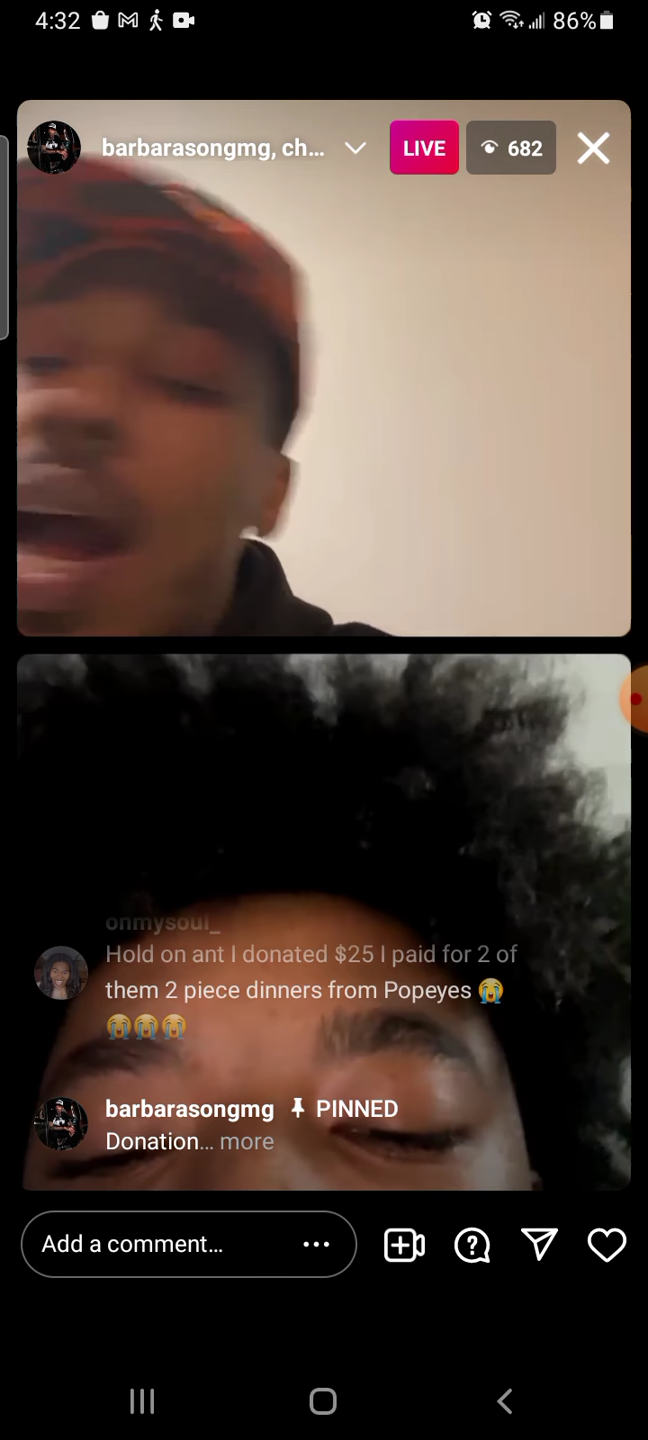 4:32
86%
barbarasongmg, ch...
LIVE
682
onmysoul_
Hold on ant I donated $25 I paid for 2 of
them 2 piece dinners from Popeyes 😭
😭😭😭
barbarasongmg 📌 PINNED
Donation... more
Add a comment...